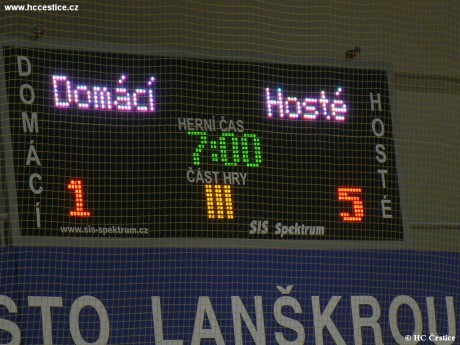 www.hccestice.cz
DOMÁCÍ
Domácí
Hosté
HOSTÉ
HERNÍ ČAS
7:00
ČÁST HRY
1
III
5
www.sis-spektrum.cz
SIS Spektrum
STO LANŠKROU
© HC Čestice